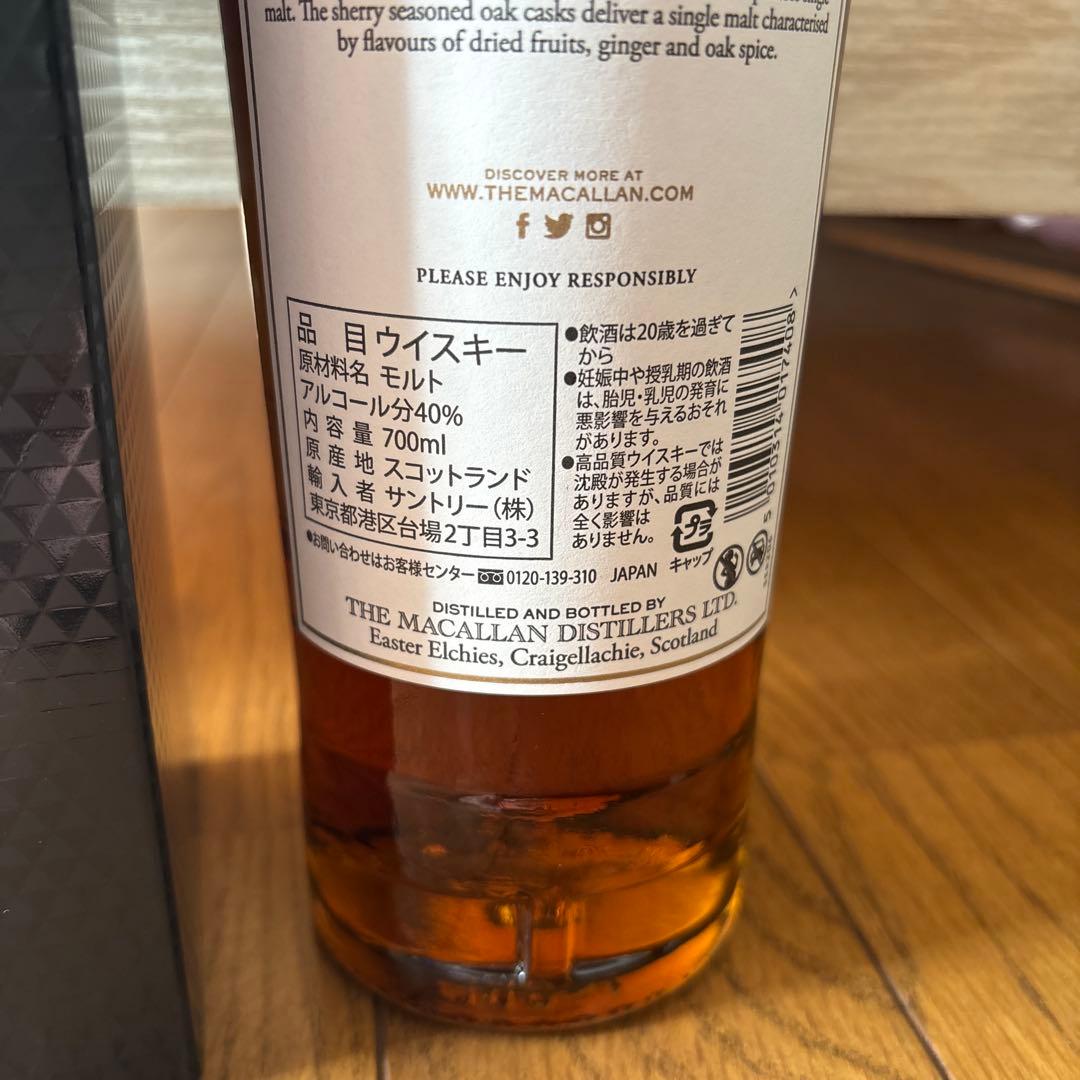 malt. The sherry seasoned oak casks deliver a single malt characterised
by flavours of dried fruits, ginger and oak spice.
DISCOVER MORE AT
WWW.THEMACALLAN.COM
PLEASE ENJOY RESPONSIBLY
品目 ウイスキー
原材料名 モルト
アルコール分40%
内容量 700ml
原産地 スコットランド
輸入者 サントリー(株)
東京都港区台場2丁目3-3
●飲酒は20歳を過ぎて
から
●妊娠中や授乳期の飲酒
は、胎児・乳児の発育に
悪影響を与えるおそれ
があります。
●高品質ウイスキーでは
沈殿が発生する場合が
ありますが、品質には
全く影響は
ありません。
プラ
キャップ
5 010314 017408 >
●お問い合わせはお客様センター 0120-139-310 JAPAN
DISTILLED AND BOTTLED BY
THE MACALLAN DISTILLERS LTD.
Easter Elchies, Craigellachie, Scotland